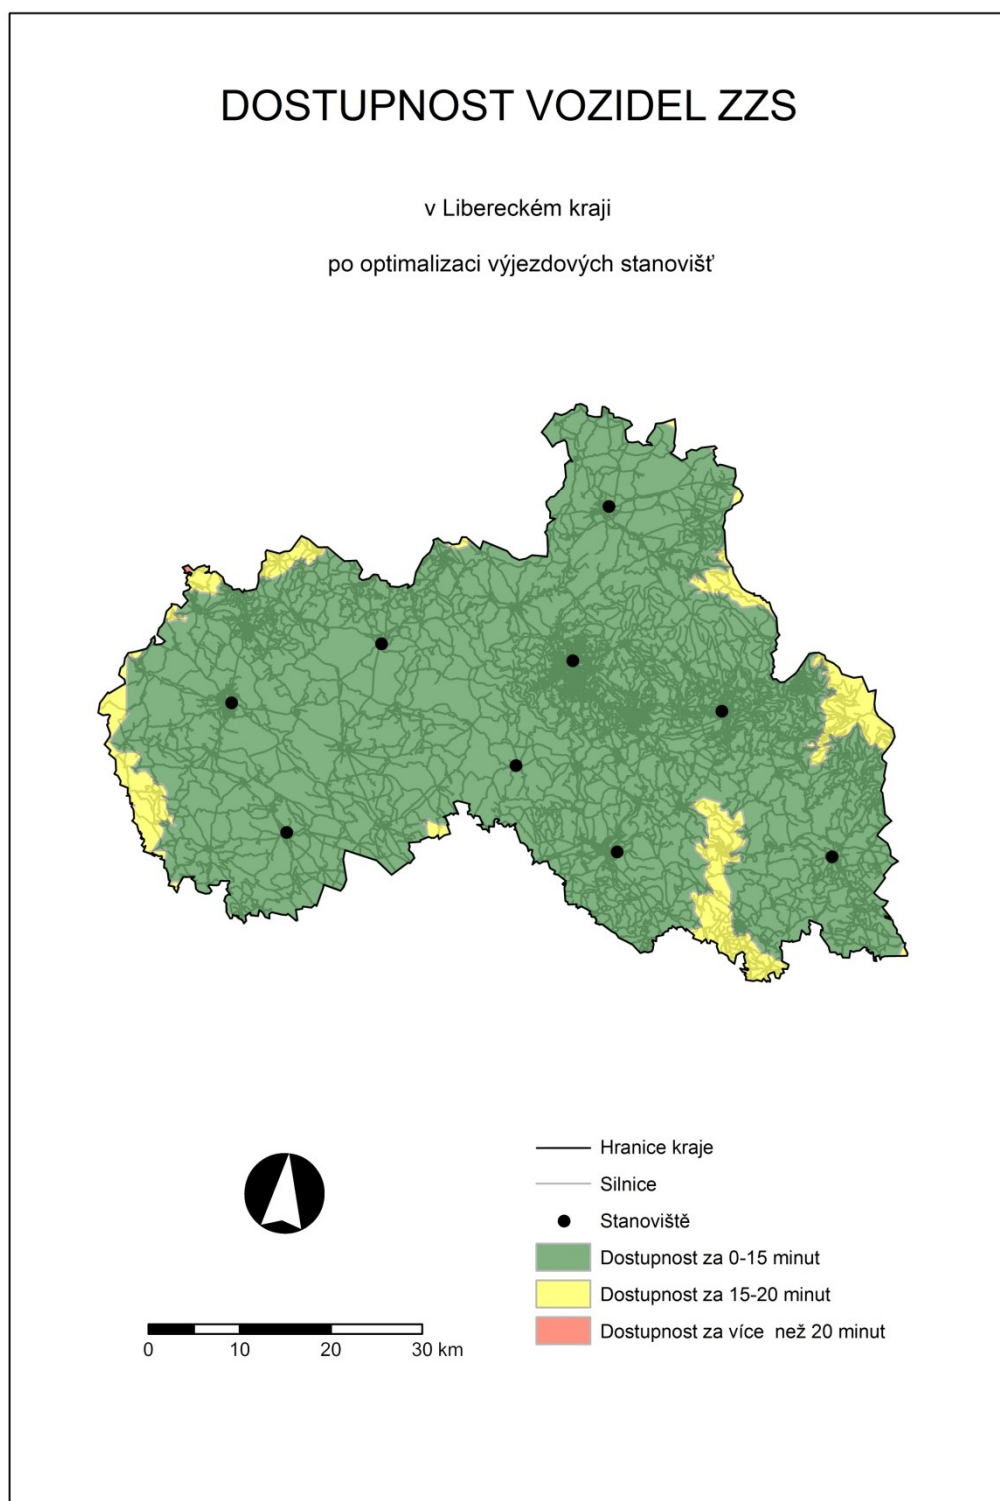 DOSTUPNOST VOZIDEL ZZS
v Libereckém kraji
po optimalizaci výjezdových stanovišť
Hranice kraje
Silnice
Stanoviště
Dostupnost za 0-15 minut
Dostupnost za 15-20 minut
Dostupnost za více než 20 minut
0 10 20 30 km